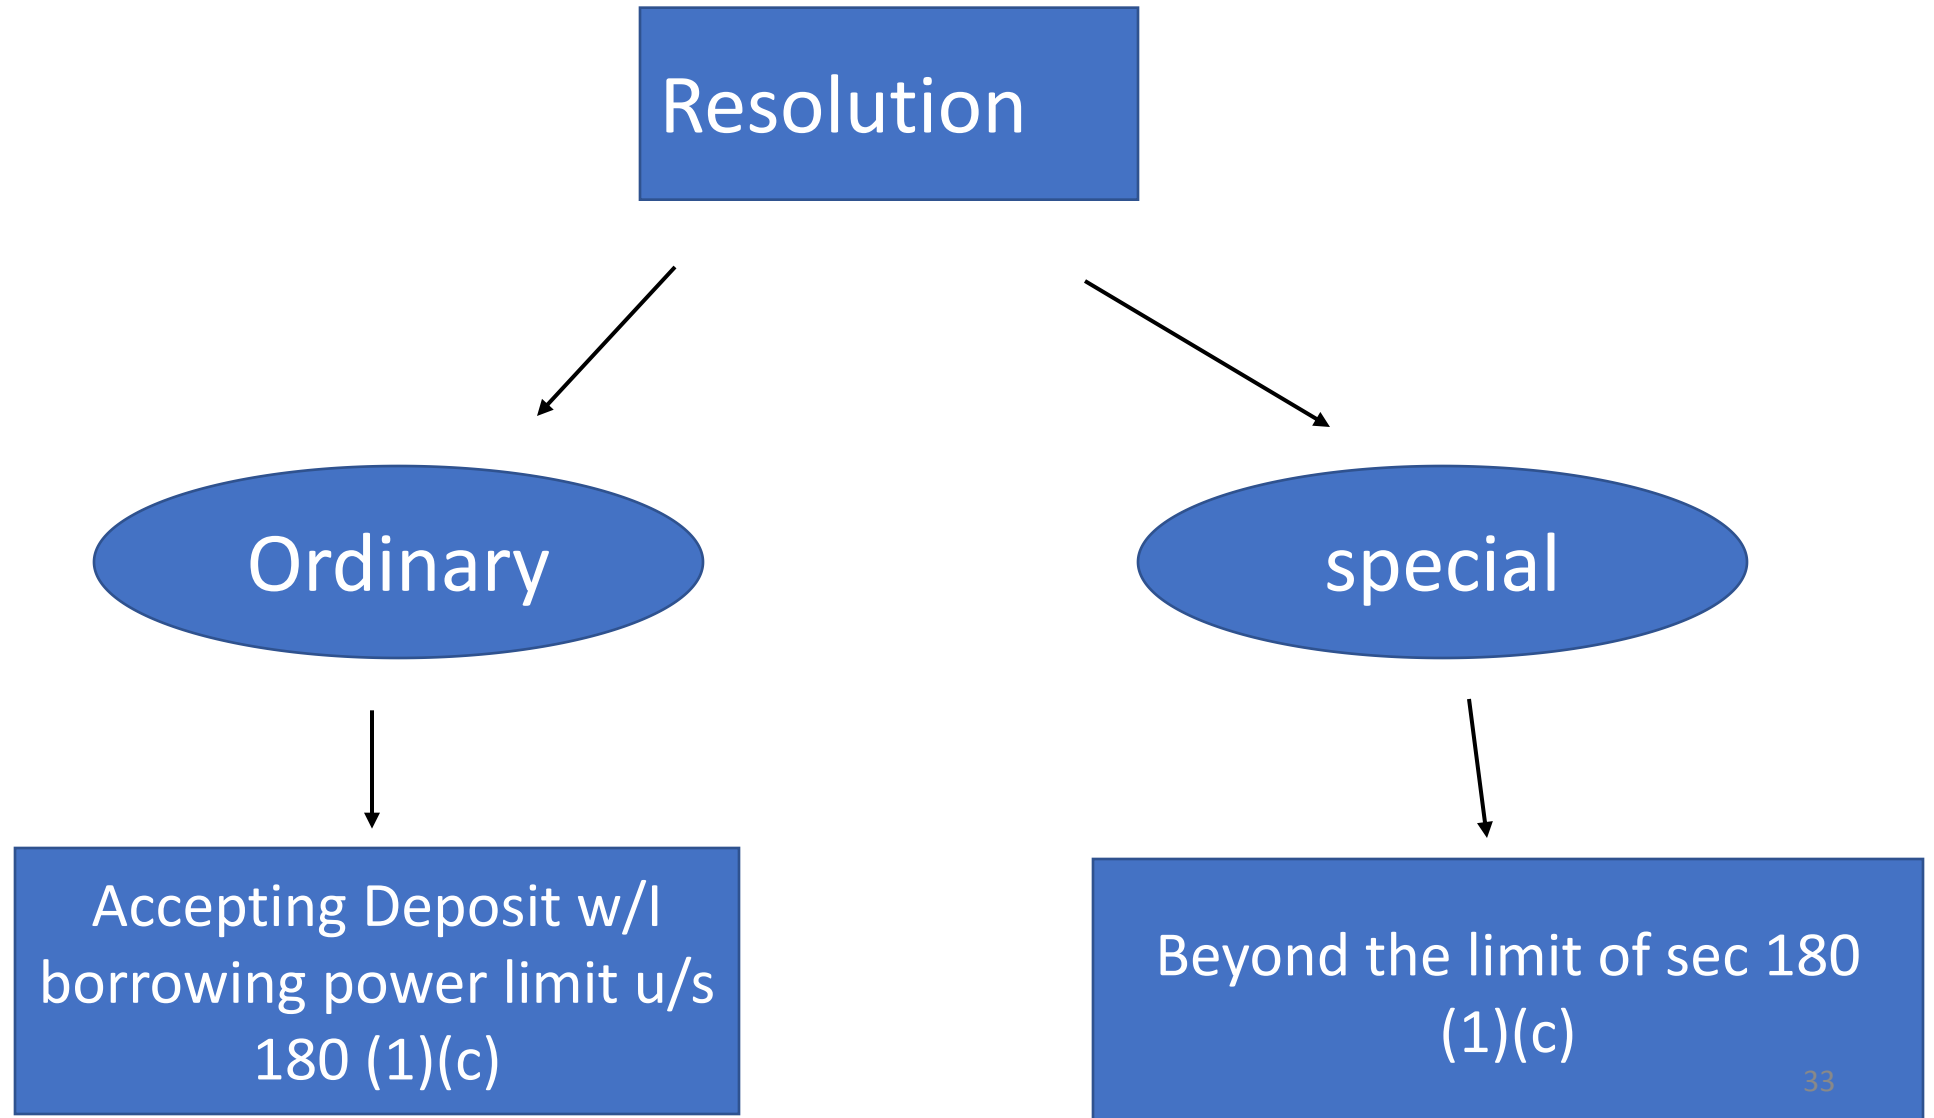 Resolution
Ordinary
special
Accepting Deposit w/I
borrowing power limit u/s
180 (1)(c)
Beyond the limit of sec 180
(1)(c)
33